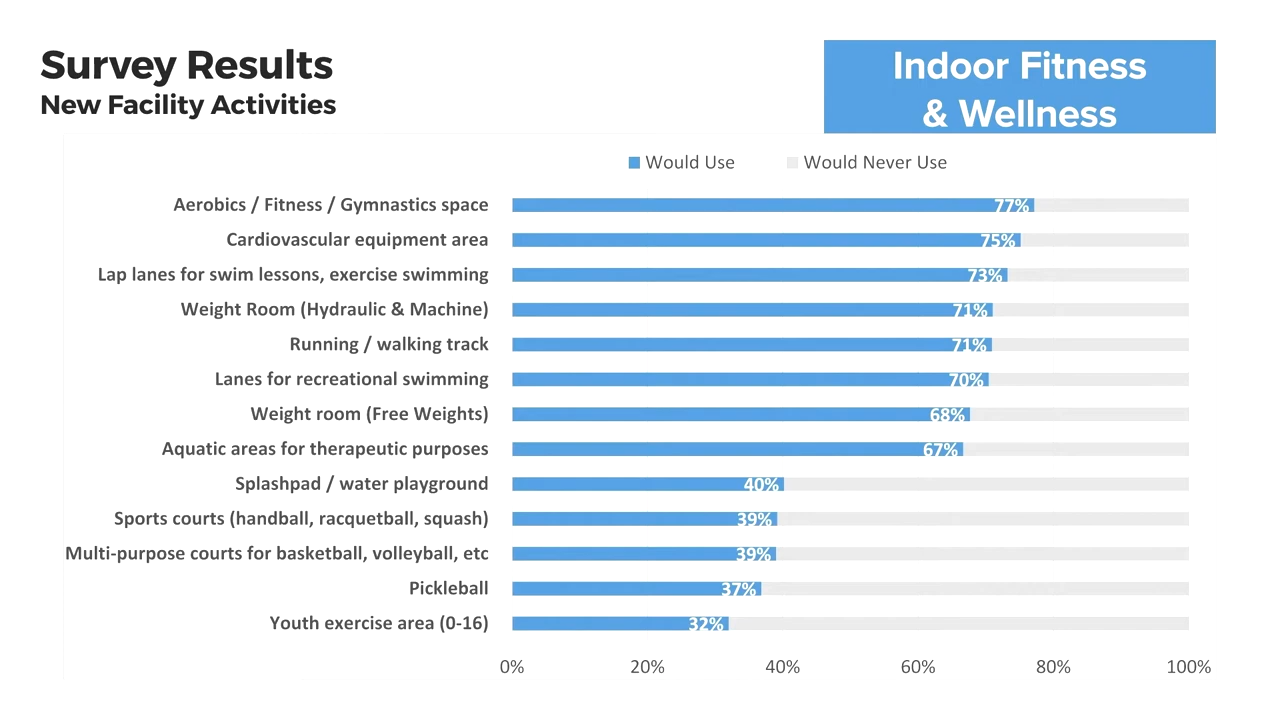 Survey Results
New Facility Activities
Indoor Fitness
& Wellness
Would Use
Would Never Use
Aerobics / Fitness / Gymnastics space
77%
Cardiovascular equipment area
75%
Lap lanes for swim lessons, exercise swimming
73%
Weight Room (Hydraulic & Machine)
71%
Running / walking track
71%
Lanes for recreational swimming
70%
Weight room (Free Weights)
68%
Aquatic areas for therapeutic purposes
67%
Splashpad / water playground
40%
Sports courts (handball, racquetball, squash)
39%
Multi-purpose courts for basketball, volleyball, etc
39%
Pickleball
37%
Youth exercise area (0-16)
32%
0%
20%
40%
60%
80%
100%